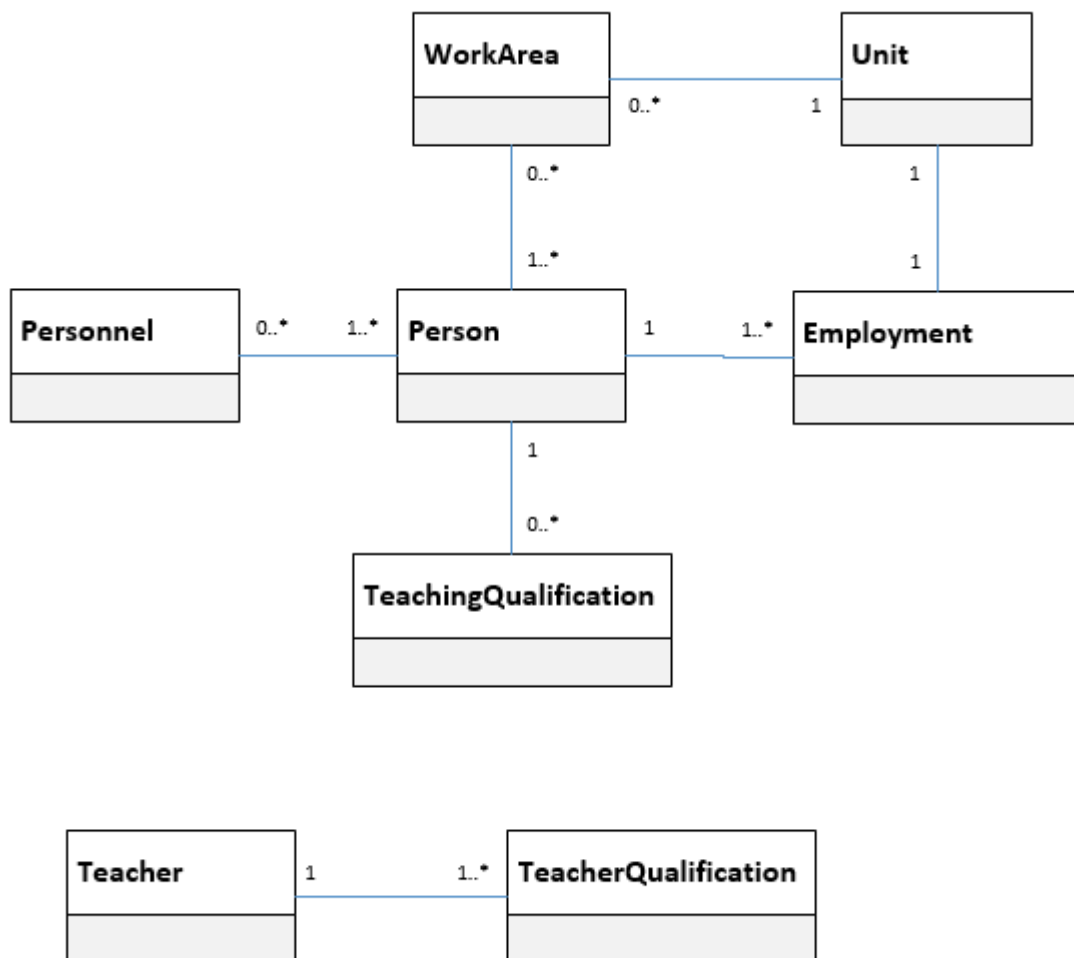 WorkArea
Unit
0..*
1
0..*
1
1..*
1
Personnel
0..*
1..*
Person
1
1..*
Employment
1
0..*
TeachingQualification
Teacher
1
1..*
TeacherQualification